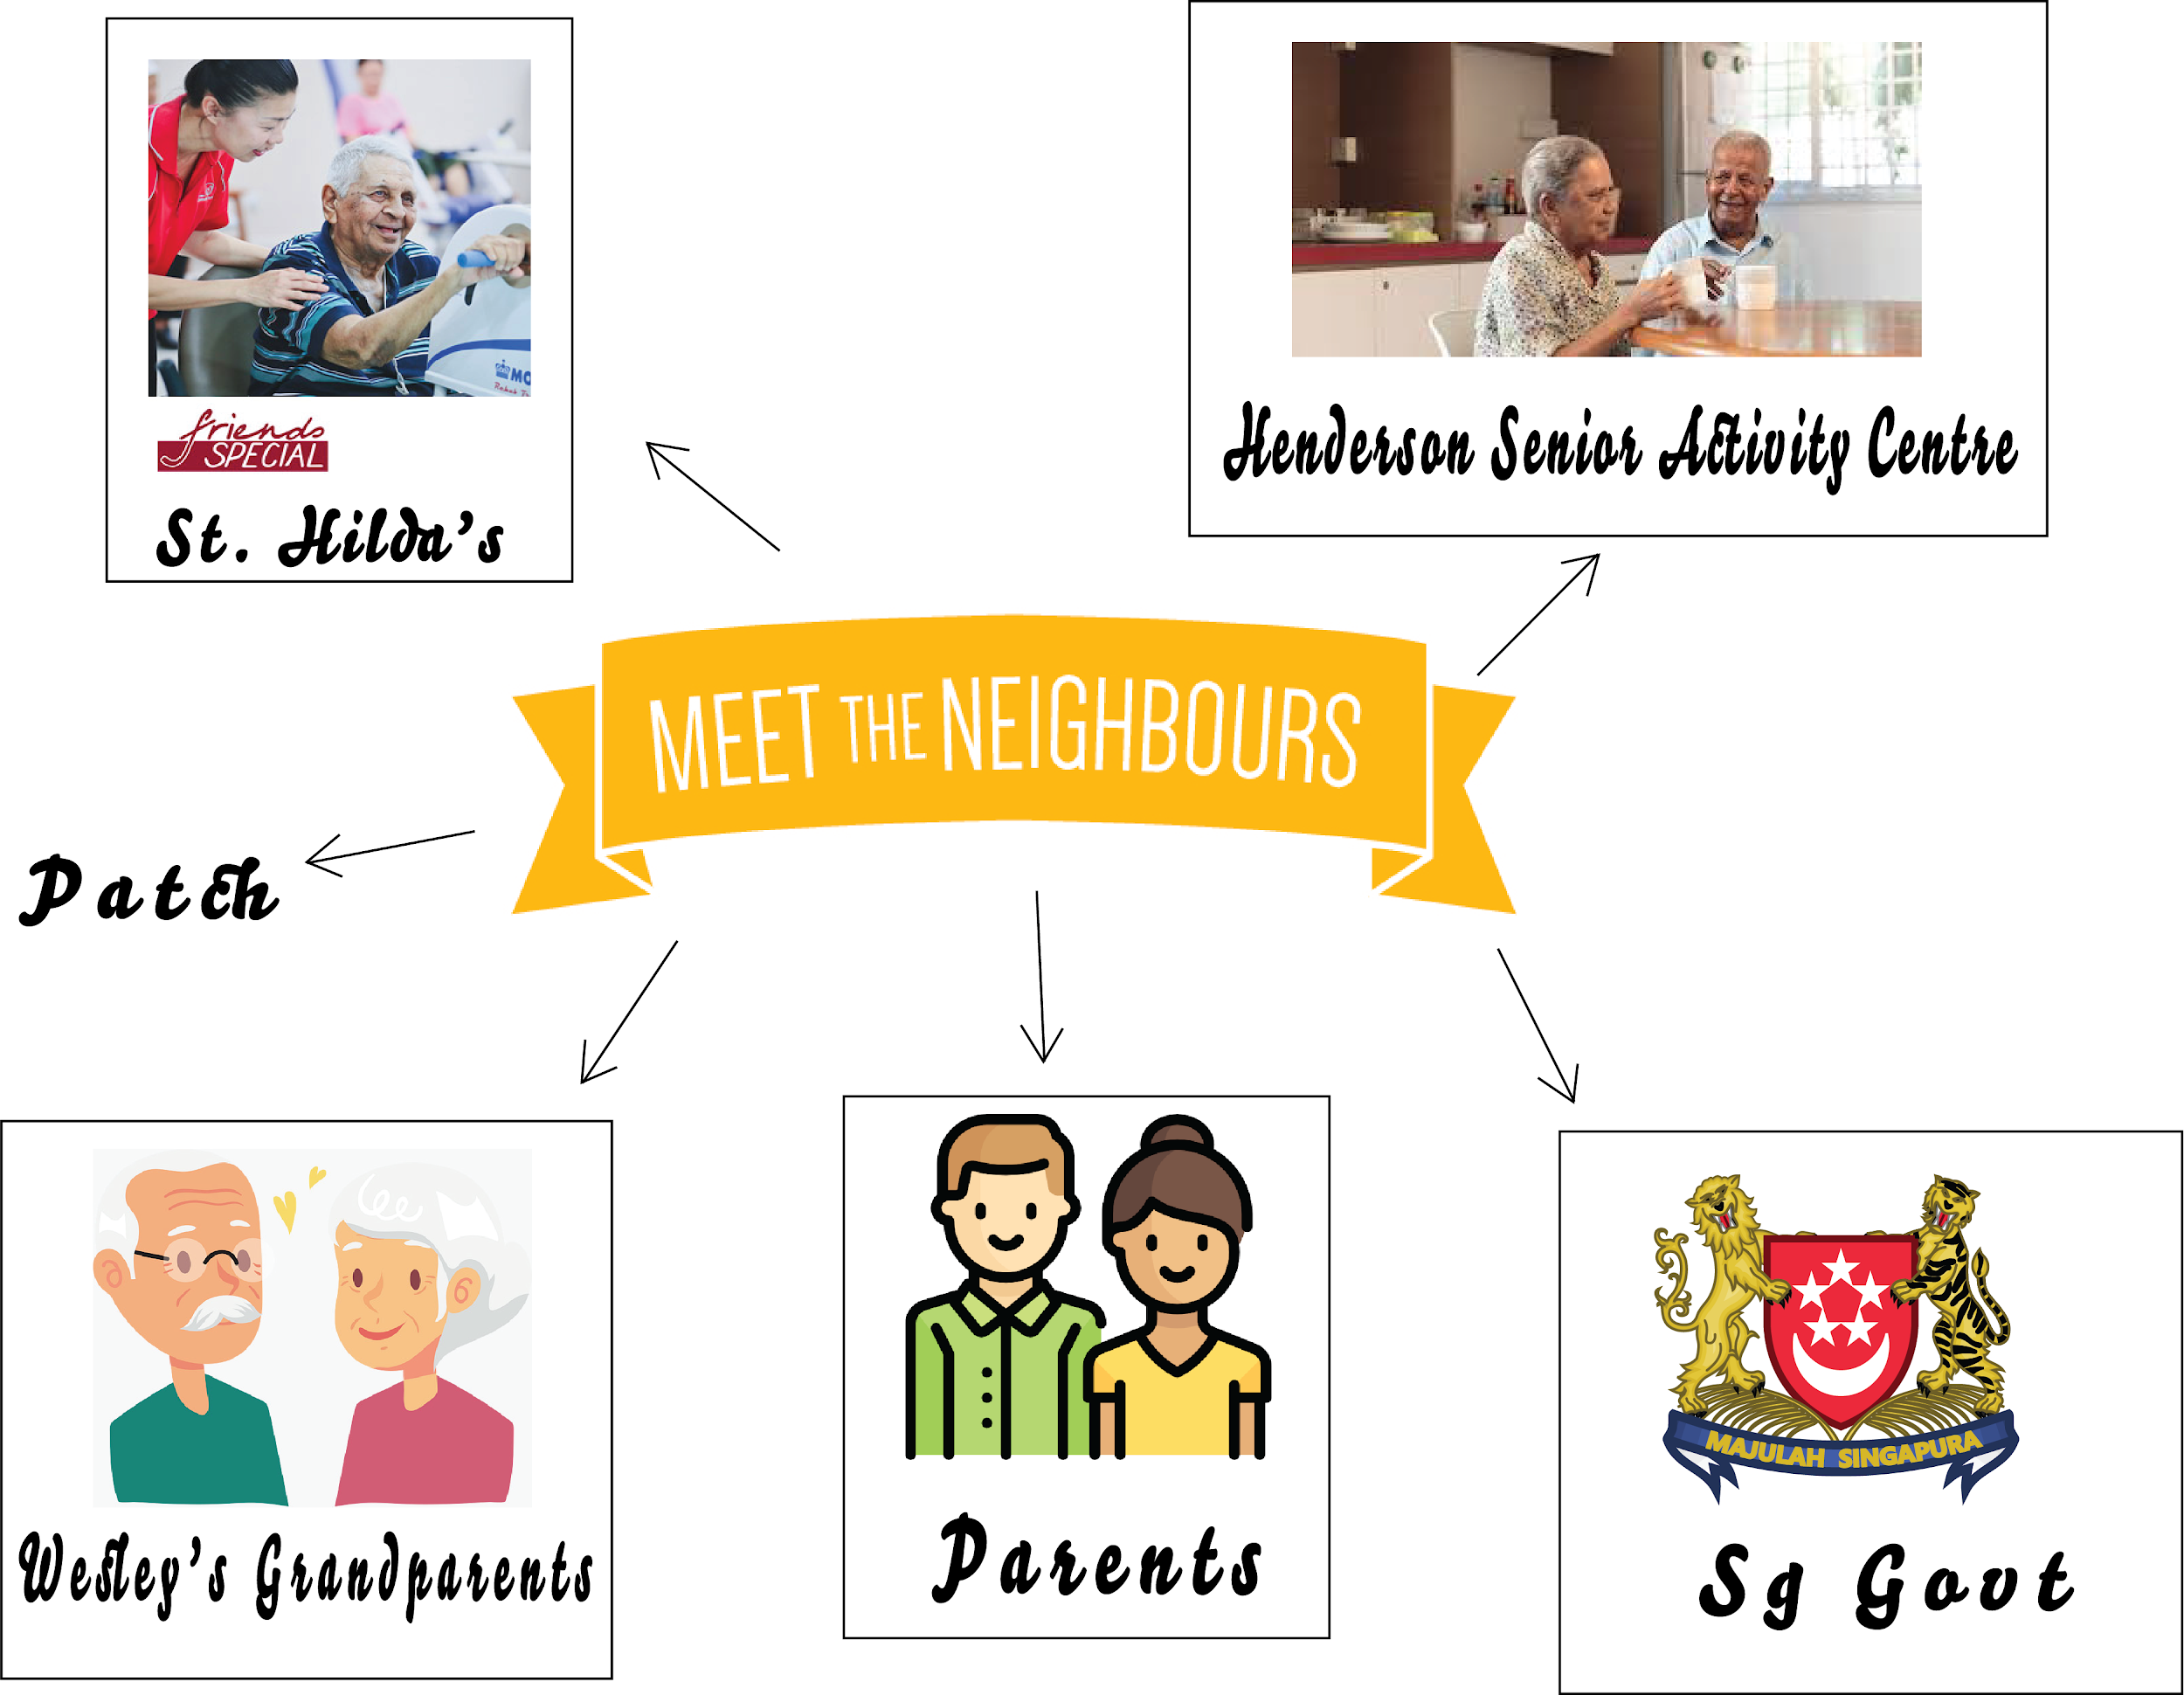 friends
SPECIAL
St. Hilda's
Henderson Senior Activity Centre
MEET THE NEIGHBOURS
Patch
Wesley's Grandparents
Parents
MAJULAH SINGAPURA
Sg Govt